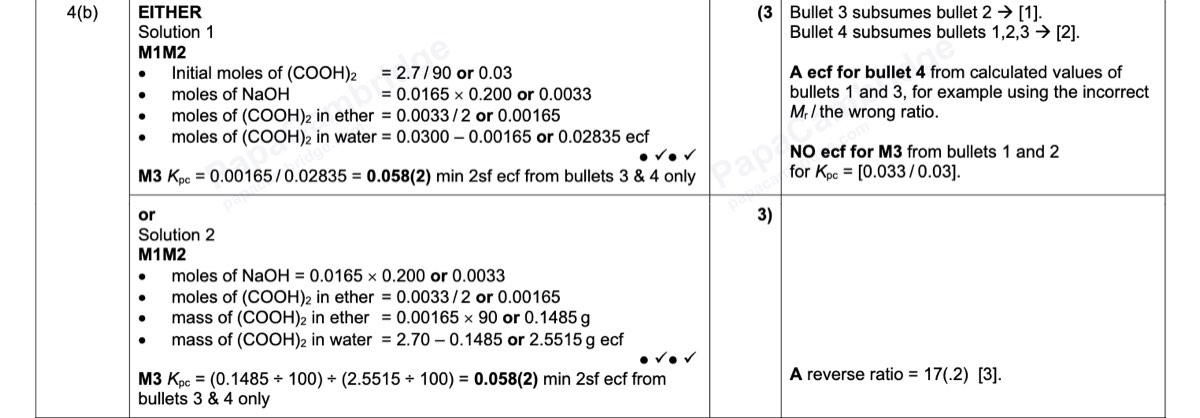 4(b)
EITHER
Solution 1
M1M2
• Initial moles of (COOH)₂ = 2.7 / 90 or 0.03
• moles of NaOH = 0.0165 × 0.200 or 0.0033
• moles of (COOH)₂ in ether = 0.0033 / 2 or 0.00165
• moles of (COOH)₂ in water = 0.0300 – 0.00165 or 0.02835 ecf
● ✓● ✓
M3 Kpc = 0.00165 / 0.02835 = 0.058(2) min 2sf ecf from bullets 3 & 4 only
(3
Bullet 3 subsumes bullet 2 → [1].
Bullet 4 subsumes bullets 1,2,3 → [2].
A ecf for bullet 4 from calculated values of
bullets 1 and 3, for example using the incorrect
Mr / the wrong ratio.
NO ecf for M3 from bullets 1 and 2
for Kpc = [0.033 / 0.03].
or
Solution 2
M1M2
• moles of NaOH = 0.0165 × 0.200 or 0.0033
• moles of (COOH)₂ in ether = 0.0033 / 2 or 0.00165
• mass of (COOH)₂ in ether = 0.00165 × 90 or 0.1485 g
• mass of (COOH)₂ in water = 2.70 – 0.1485 or 2.5515 g ecf
● ✓● ✓
M3 Kpc = (0.1485 ÷ 100) ÷ (2.5515 ÷ 100) = 0.058(2) min 2sf ecf from
bullets 3 & 4 only
3)
A reverse ratio = 17(.2) [3].